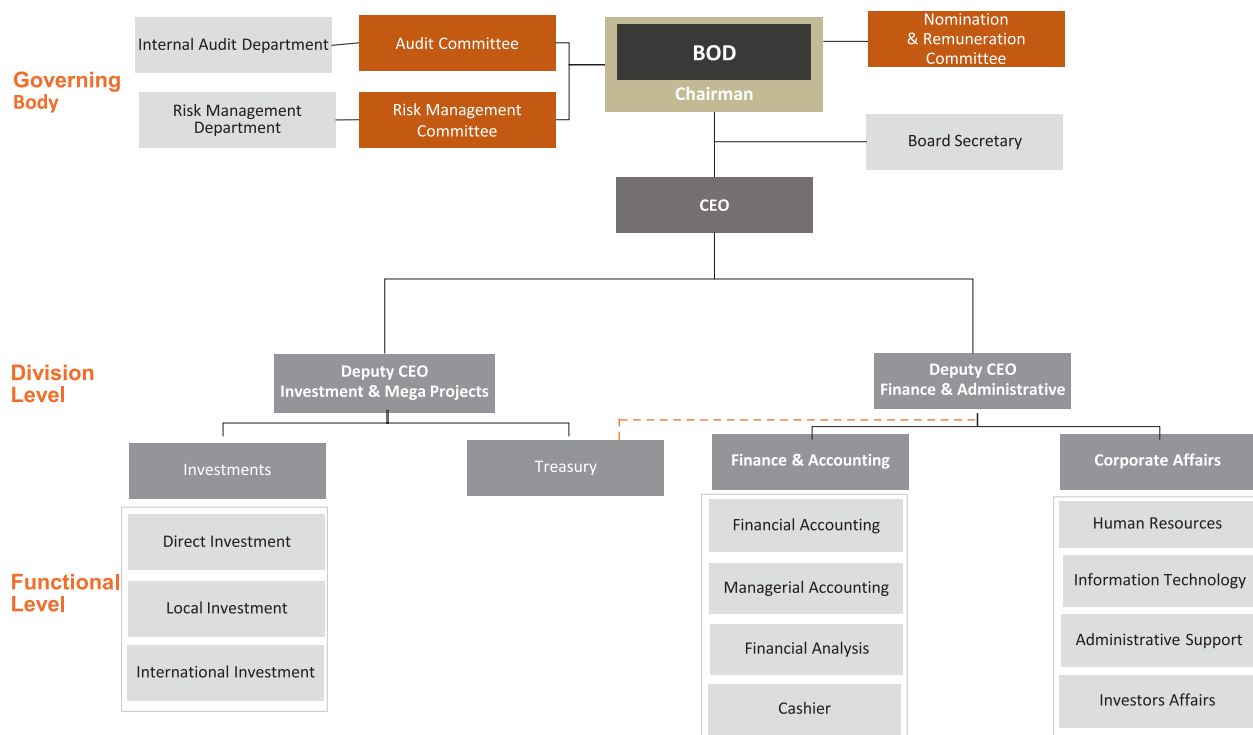 Internal Audit Department
Audit Committee
BOD
Chairman
Nomination
& Remuneration
Committee
Governing
Body
Risk Management
Department
Risk Management
Committee
Board Secretary
CEO
Division
Level
Deputy CEO
Investment & Mega Projects
Deputy CEO
Finance & Administrative
Investments
Treasury
Finance & Accounting
Corporate Affairs
Functional
Level
Direct Investment
Local Investment
International Investment
Financial Accounting
Managerial Accounting
Financial Analysis
Cashier
Human Resources
Information Technology
Administrative Support
Investors Affairs